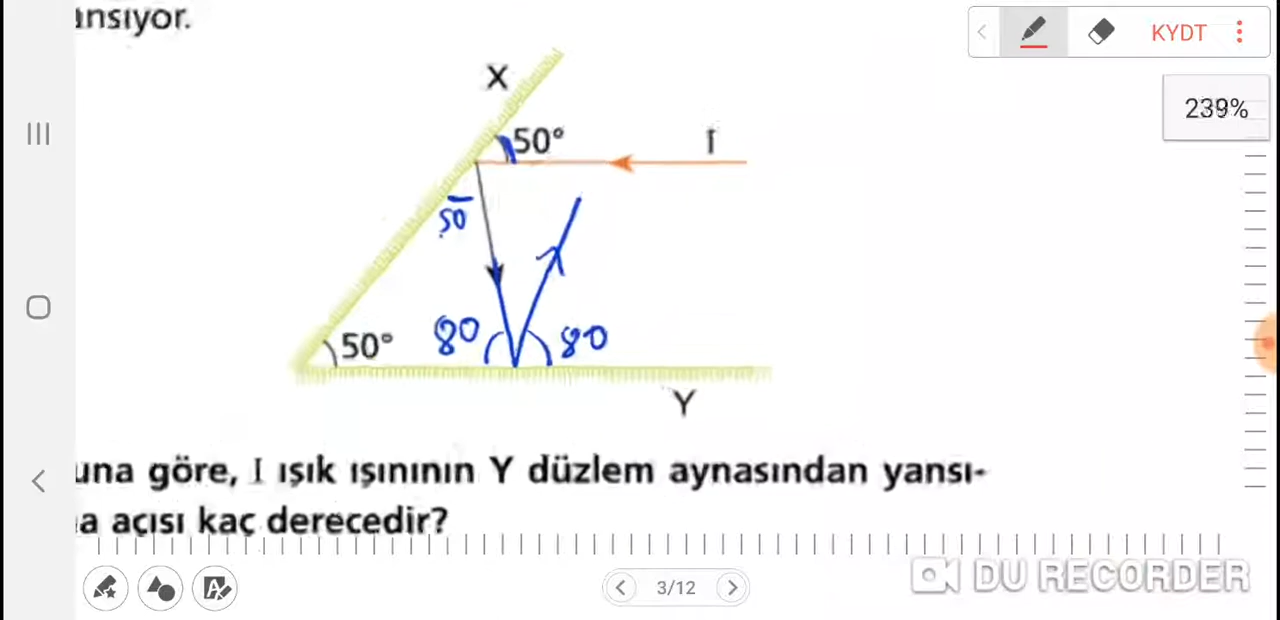 ınsıyor.
KYDT
239%
X
50°
I
50
50°
80
80
Y
una göre, I ışık ışınının Y düzlem aynasından yansı-
a açısı kaç derecedir?
3/12
DU RECORDER